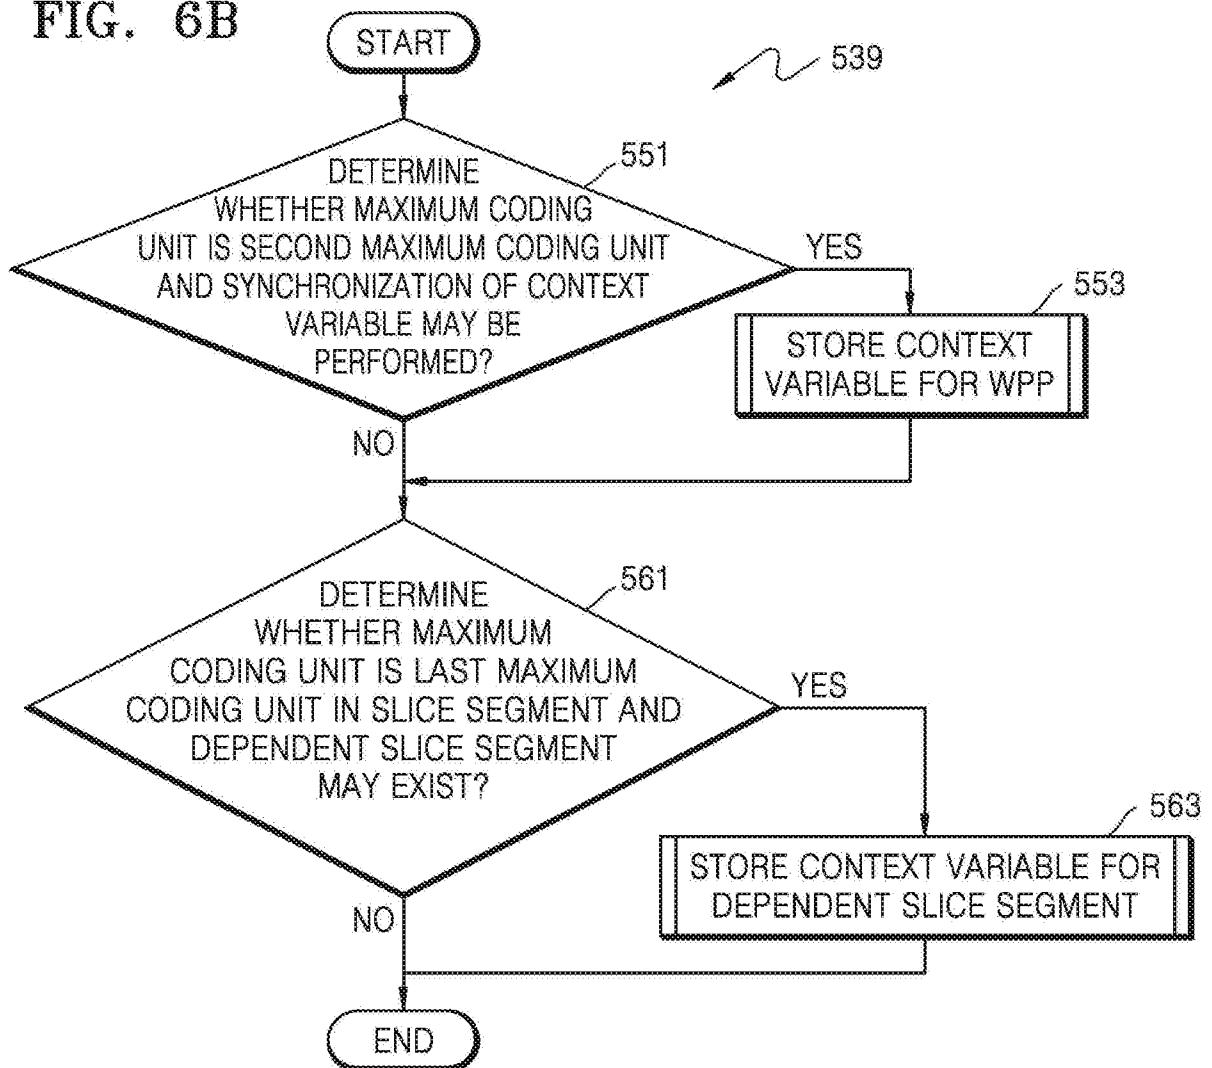 FIG. 6B
START
539
551
DETERMINE
WHETHER MAXIMUM CODING
UNIT IS SECOND MAXIMUM CODING UNIT
AND SYNCHRONIZATION OF CONTEXT
VARIABLE MAY BE
PERFORMED?
YES
553
STORE CONTEXT
VARIABLE FOR WPP
NO
561
DETERMINE
WHETHER MAXIMUM
CODING UNIT IS LAST MAXIMUM
CODING UNIT IN SLICE SEGMENT AND
DEPENDENT SLICE SEGMENT
MAY EXIST?
YES
563
STORE CONTEXT VARIABLE FOR
DEPENDENT SLICE SEGMENT
NO
END